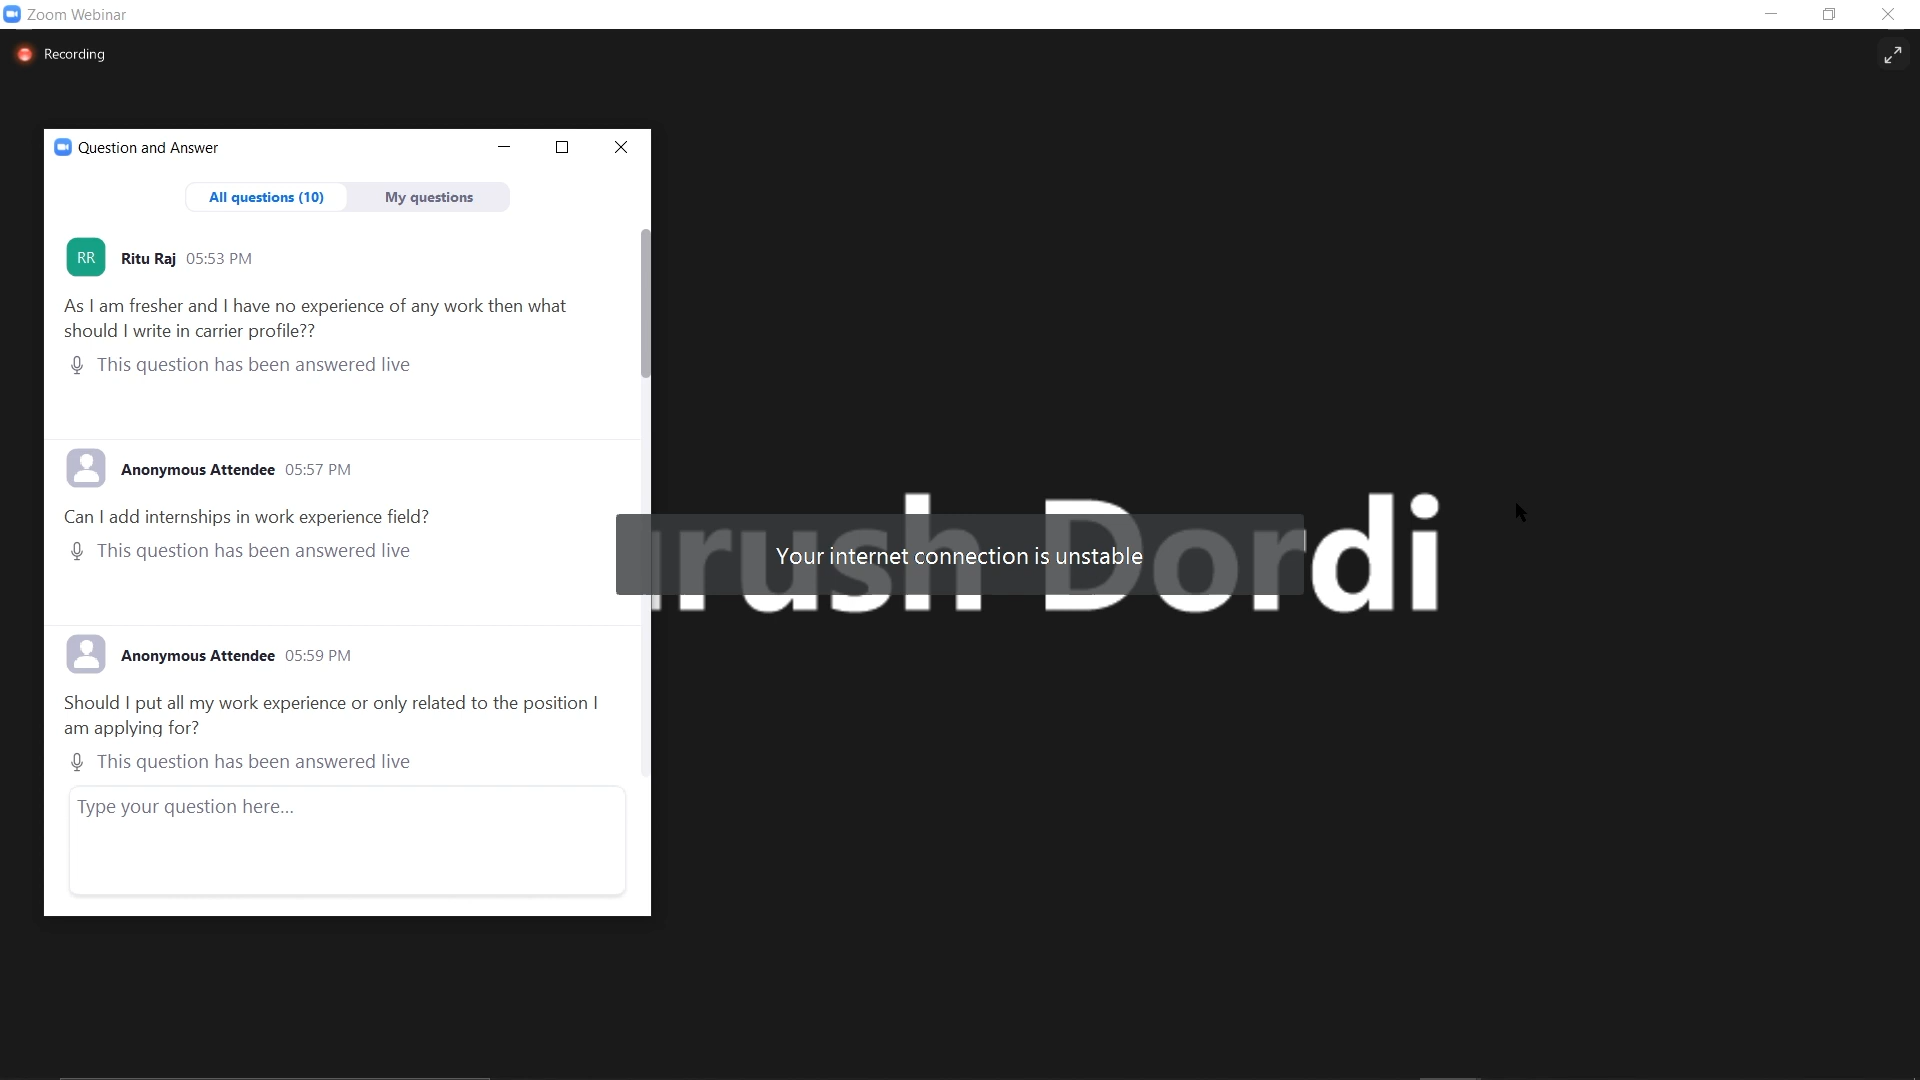 Zoom Webinar
Recording
Question and Answer
All questions (10)
My questions
RR
Ritu Raj 05:53 PM
As I am fresher and I have no experience of any work then what
should I write in carrier profile??
This question has been answered live
Anonymous Attendee 05:57 PM
Can I add internships in work experience field?
This question has been answered live
Anonymous Attendee 05:59 PM
Should I put all my work experience or only related to the position I
am applying for?
This question has been answered live
Type your question here...
Your internet connection is unstable
Dordi